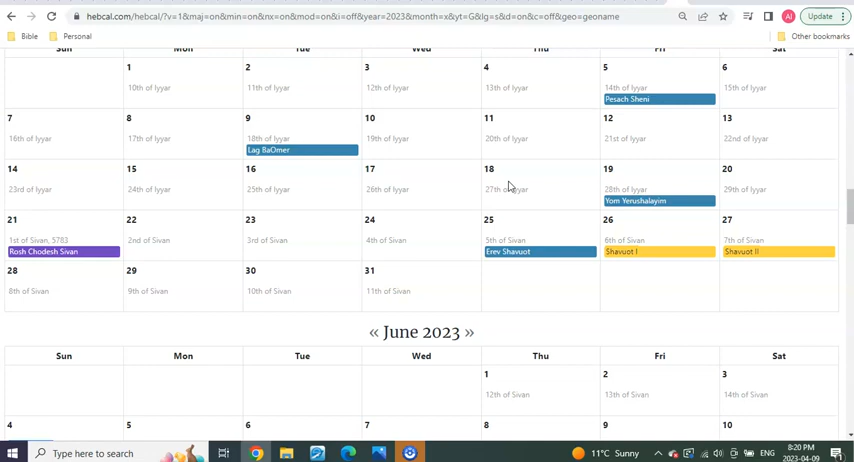 hebcal.com/hebcal/?v=1&maj=on&min=on&nx=on&mod=on&i=off&year=2023&month=x&yt=G&lg=s&d=on&c=off&geo=geoname
AI
Update
Bible
Personal
Other bookmarks
Sun Mon Tue Wed Thu Fri Sat
1 2 3 4 5 6
10th of Iyyar 11th of Iyyar 12th of Iyyar 13th of Iyyar 14th of Iyyar 15th of Iyyar
Pesach Sheni
7 8 9 10 11 12 13
16th of Iyyar 17th of Iyyar 18th of Iyyar 19th of Iyyar 20th of Iyyar 21st of Iyyar 22nd of Iyyar
Lag BaOmer
14 15 16 17 18 19 20
23rd of Iyyar 24th of Iyyar 25th of Iyyar 26th of Iyyar 27th of Iyyar 28th of Iyyar 29th of Iyyar
Yom Yerushalayim
21 22 23 24 25 26 27
1st of Sivan, 5783 2nd of Sivan 3rd of Sivan 4th of Sivan 5th of Sivan 6th of Sivan 7th of Sivan
Rosh Chodesh Sivan Erev Shavuot Shavuot I Shavuot II
28 29 30 31
8th of Sivan 9th of Sivan 10th of Sivan 11th of Sivan
« June 2023 »
Sun Mon Tue Wed Thu Fri Sat
1 2 3
12th of Sivan 13th of Sivan 14th of Sivan
4 5 6 7 8 9 10
Type here to search
11°C Sunny
ENG
8:20 PM
2023-04-09